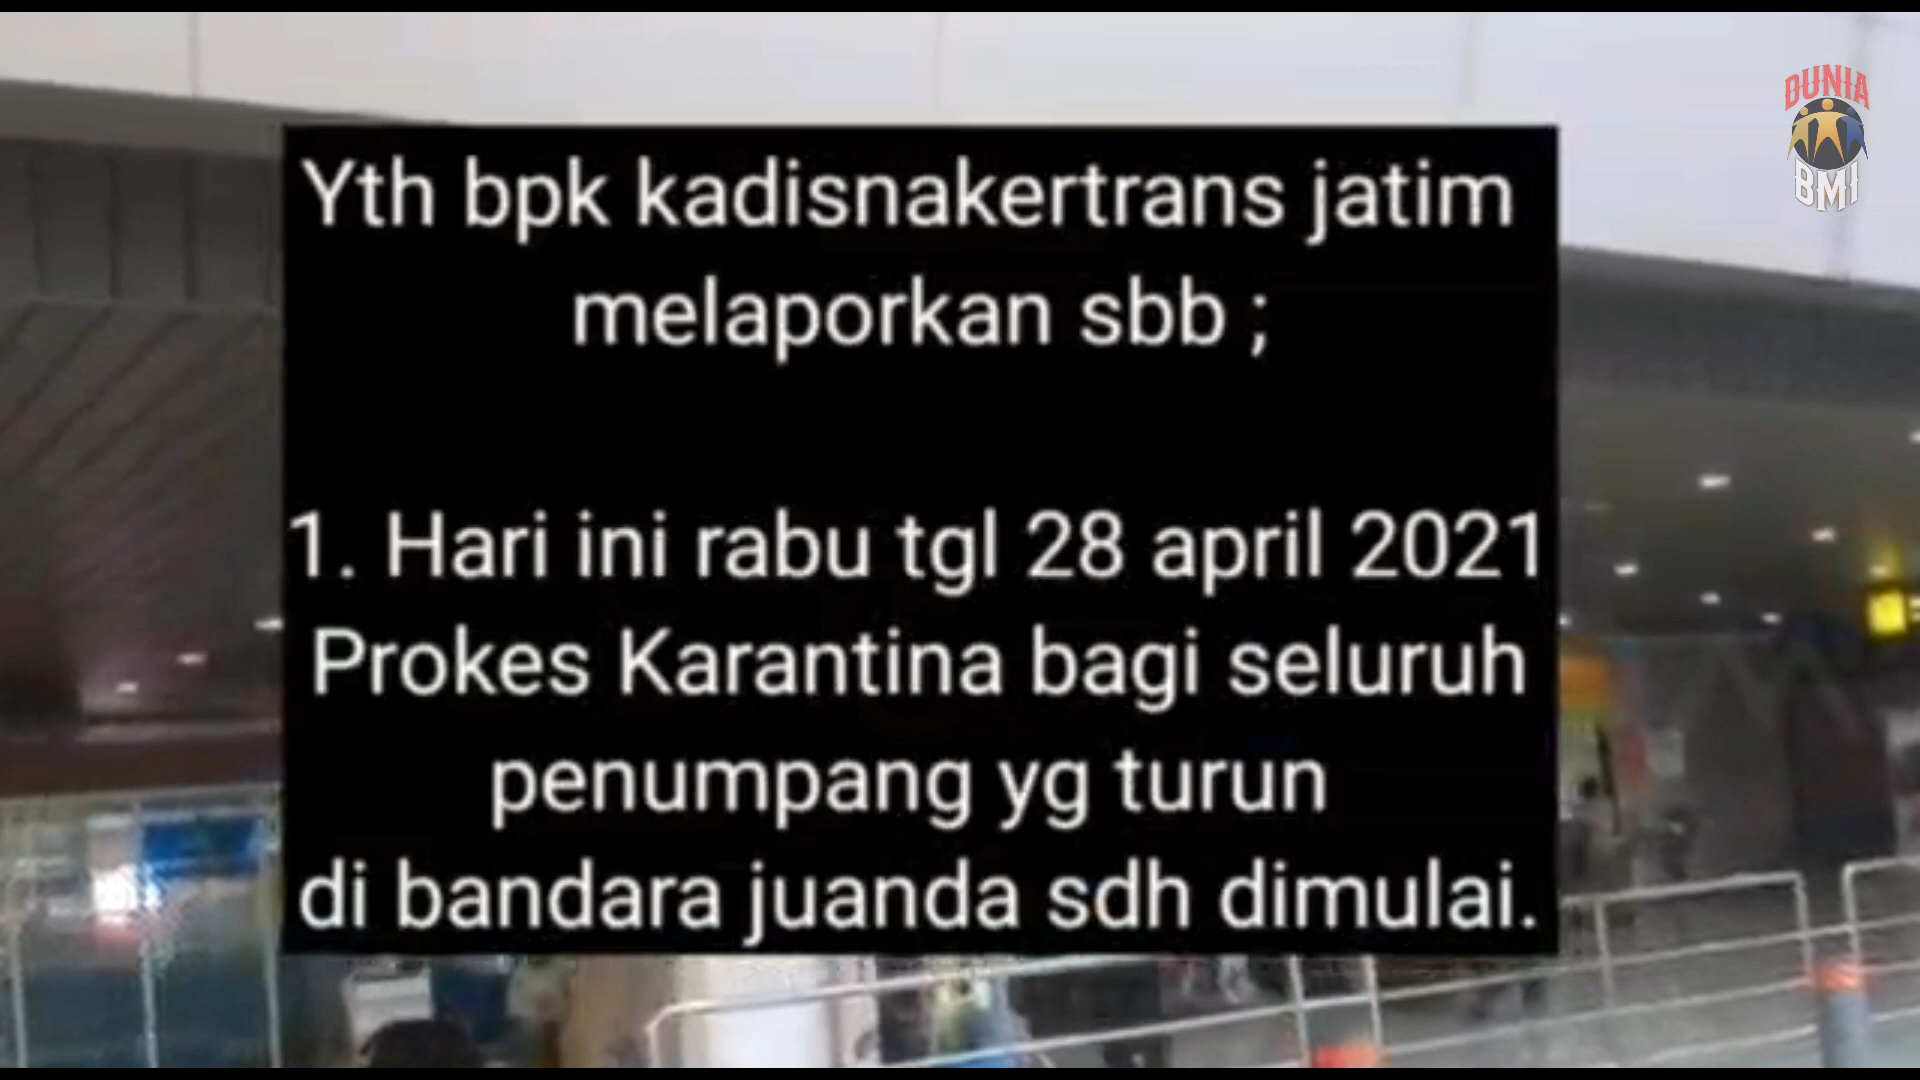 DUNIA
BMI
Yth bpk kadisnakertrans jatim
melaporkan sbb ;
1. Hari ini rabu tgl 28 april 2021
Prokes Karantina bagi seluruh
penumpang yg turun
di bandara juanda sdh dimulai.